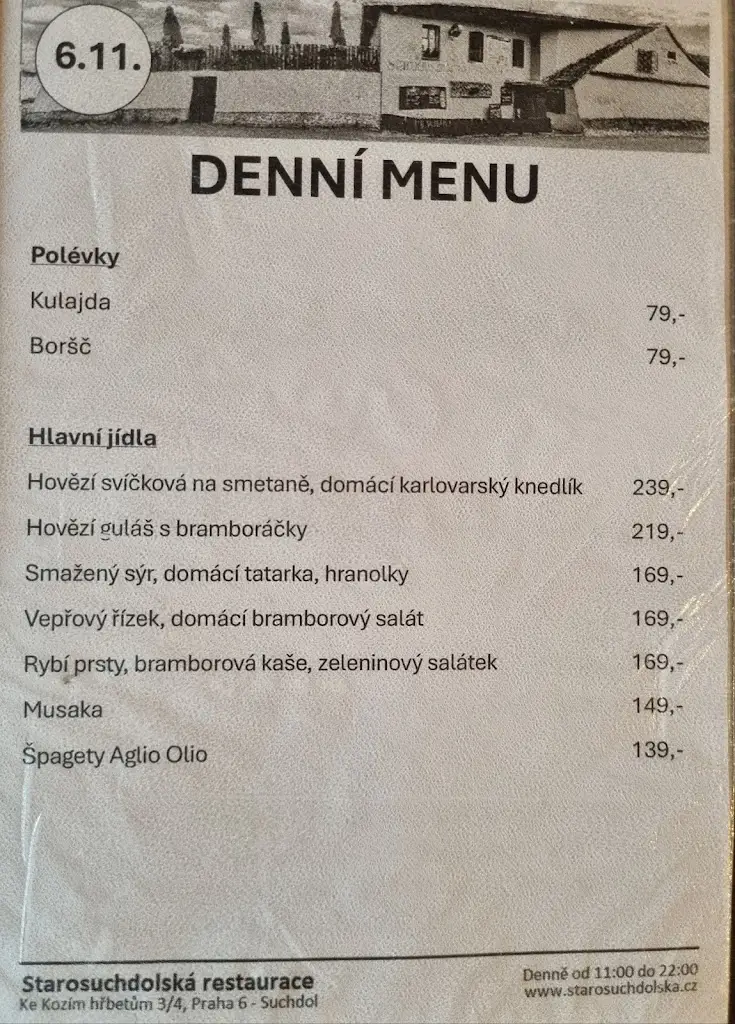 6.11.
DENNÍ MENU
Polévky
Kulajda 79,-
Boršč 79,-
Hlavní jídla
Hovězí svíčková na smetaně, domácí karlovarský knedlík 239,-
Hovězí guláš s bramboráčky 219,-
Smažený sýr, domácí tatarka, hranolky 169,-
Vepřový řízek, domácí bramborový salát 169,-
Rybí prsty, bramborová kaše, zeleninový salátek 169,-
Musaka 149,-
Špagety Aglio Olio 139,-
Starosuchdolská restaurace
Ke Kozím hřbetům 3/4, Praha 6 - Suchdol
Denně od 11:00 do 22:00
www.starosuchdolska.cz